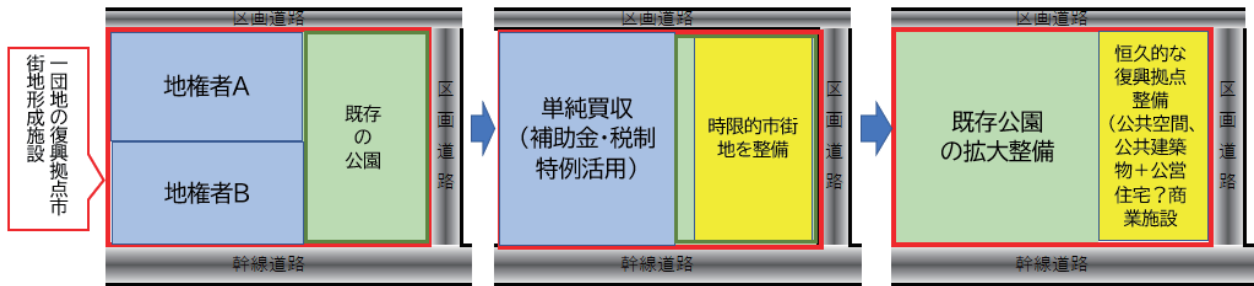 一団地の復興拠点市
街地形成施設
区画道路
地権者A
地権者B
既存
の
公園
区画道路
幹線道路
区画道路
単純買収
（補助金・税制
特例活用）
時限的市街
地を整備
区画道路
幹線道路
区画道路
既存公園
の拡大整備
恒久的な
復興拠点
整備
（公共空間、
公共建築
物＋公営
住宅？商
業施設
区画道路
幹線道路